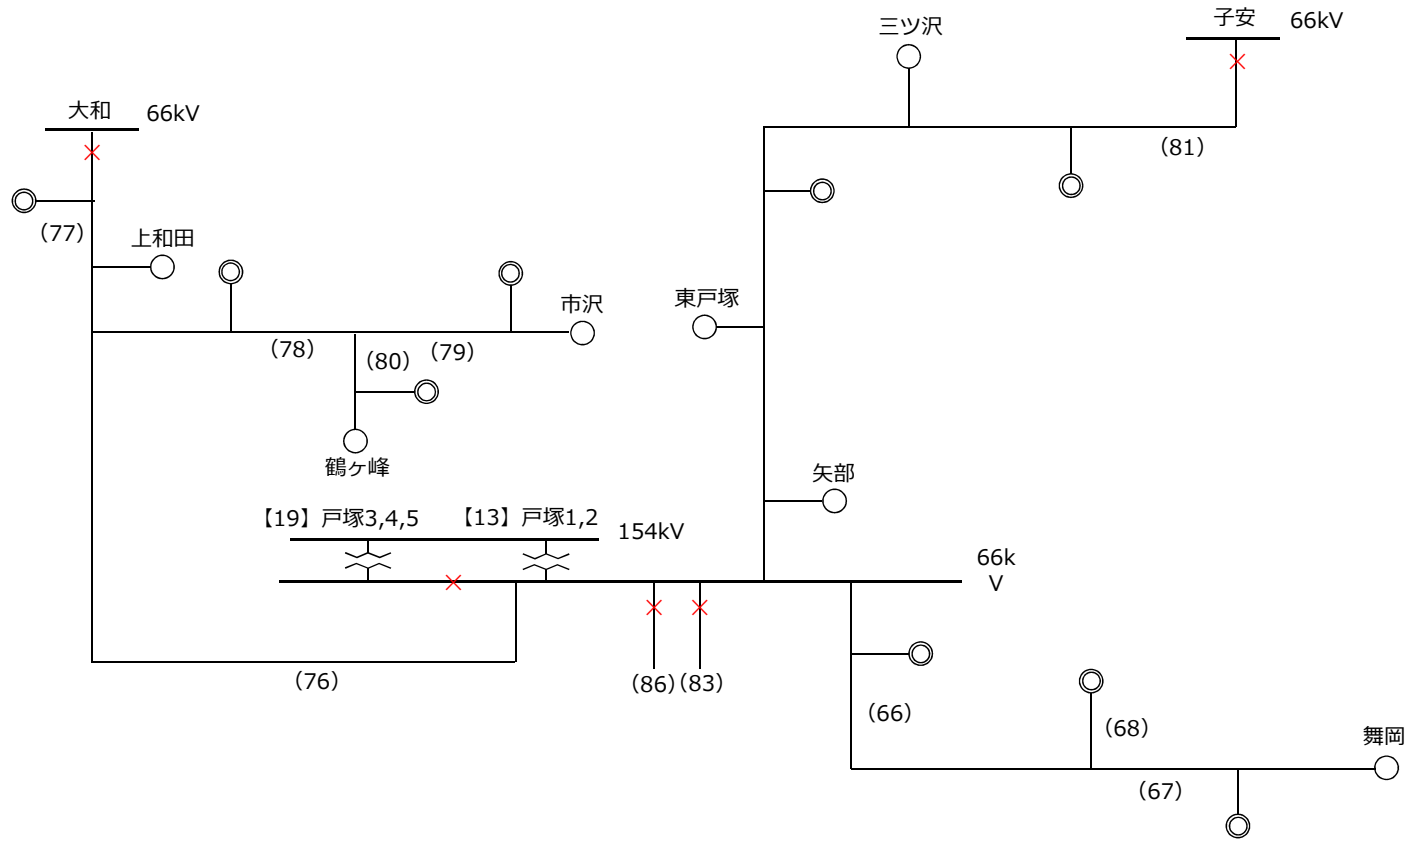 三ツ沢
子安
66kV
大和
66kV
(81)
(77)
上和田
市沢
東戸塚
(78)
(80)
(79)
鶴ヶ峰
矢部
【19】戸塚3,4,5
【13】戸塚1,2
154kV
66k
V
(76)
(86)
(83)
(66)
(68)
舞岡
(67)